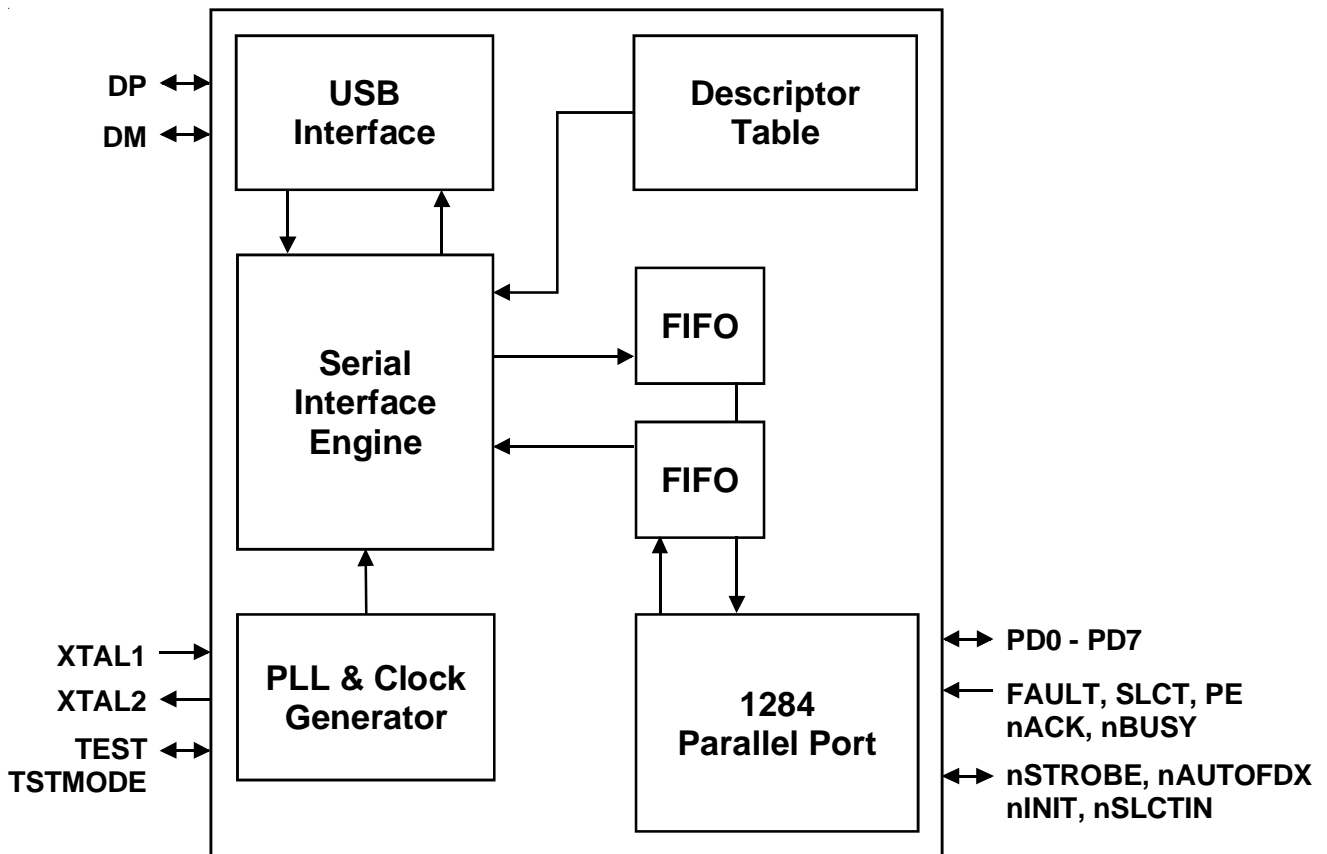 DP
DM
USB
Interface
Descriptor
Table
Serial
Interface
Engine
FIFO
FIFO
XTAL1
XTAL2
TEST
TSTMODE
PLL & Clock
Generator
1284
Parallel Port
PD0 - PD7
FAULT, SLCT, PE
nACK, nBUSY
nSTROBE, nAUTOFDX
nINIT, nSLCTIN